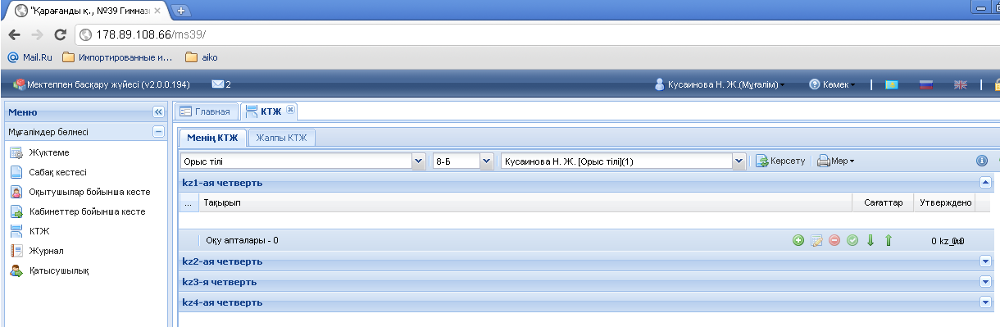 "Қарағанды қ., №39 Гимназ
178.89.108.66/ms39/
Mail.Ru Импортированные и... aiko
Мектеппен басқару жүйесі (v2.0.0.194) 2 Кусаинова Н. Ж.(Мұғалім) Көмек
Меню Главная КТЖ
Мұғалімдер бөлмесі Менің КТЖ Жалпы КТЖ
Жүктеме
Орыс тілі 8-Б Кусаинова Н. Ж. [Орыс тілі](1) Көрсету Мөр
Сабақ кестесі
kz1-ая четверть
Оқытушылар бойынша кесте
... Тақырып Сағаттар Утверждено
Кабинеттер бойынша кесте
КТЖ
Оқу апталары - 0 0 kz_
Журнал
kz2-ая четверть
Қатысушылық
kz3-я четверть
kz4-ая четверть